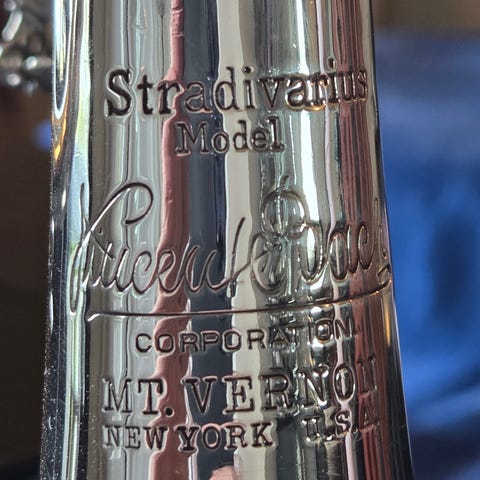 Stradivarius
Model
Vincent Bach
CORPORATION
MT. VERNON
NEW YORK U.S.A.